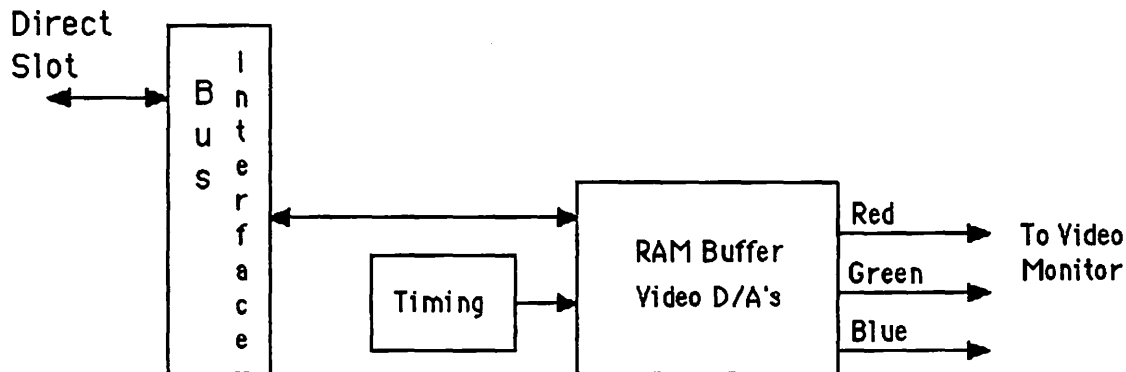 Direct
Slot
Bus
Interface
Timing
RAM Buffer
Video D/A's
Red
Green
Blue
To Video
Monitor